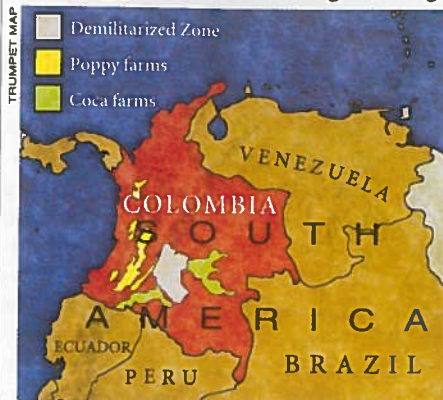 TRUMPET MAP
Demilitarized Zone
Poppy farms
Coca farms
VENEZUELA
COLOMBIA
SOUTH
AMERICA
ECUADOR
PERU
BRAZIL